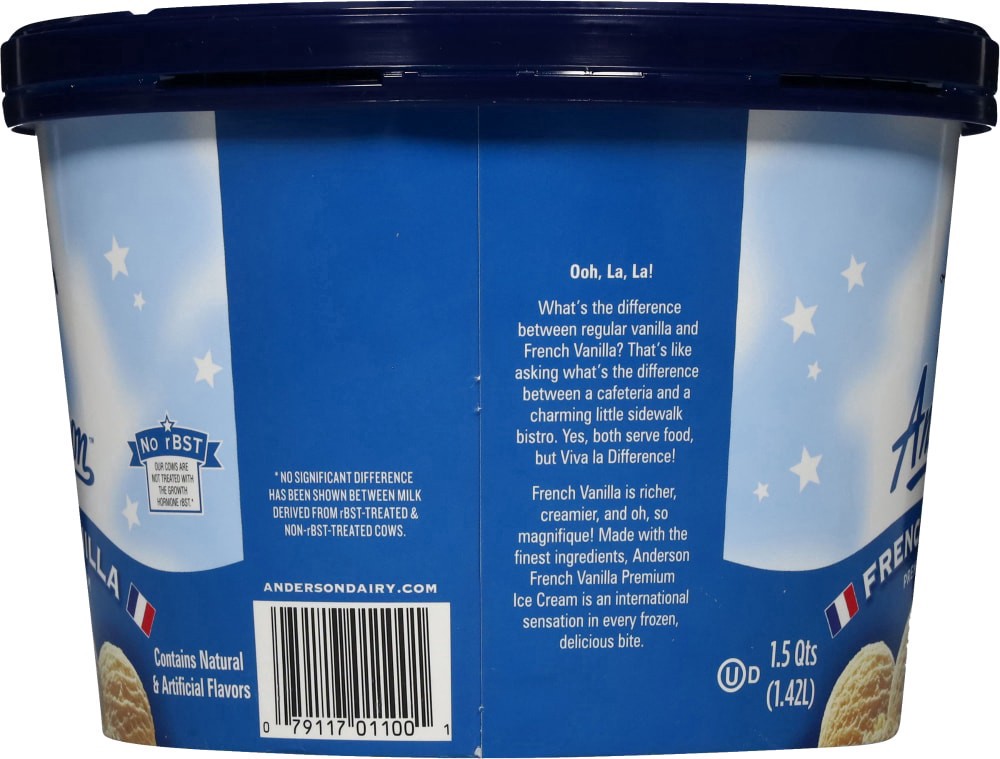 No rBST
OUR COWS ARE
NOT TREATED WITH
THE GROWTH
HORMONE rBST.*
ILLA
Contains Natural
& Artificial Flavors
*NO SIGNIFICANT DIFFERENCE
HAS BEEN SHOWN BETWEEN MILK
DERIVED FROM rBST-TREATED &
NON-rBST-TREATED COWS.
ANDERSONDAIRY.COM
0 79117 01100 1
Ooh, La, La!
What's the difference
between regular vanilla and
French Vanilla? That's like
asking what's the difference
between a cafeteria and a
charming little sidewalk
bistro. Yes, both serve food,
but Viva la Difference!
French Vanilla is richer,
creamier, and oh, so
magnifique! Made with the
finest ingredients, Anderson
French Vanilla Premium
Ice Cream is an international
sensation in every frozen,
delicious bite.
An
FRENC
PRE
U D
1.5 Qts
(1.42L)